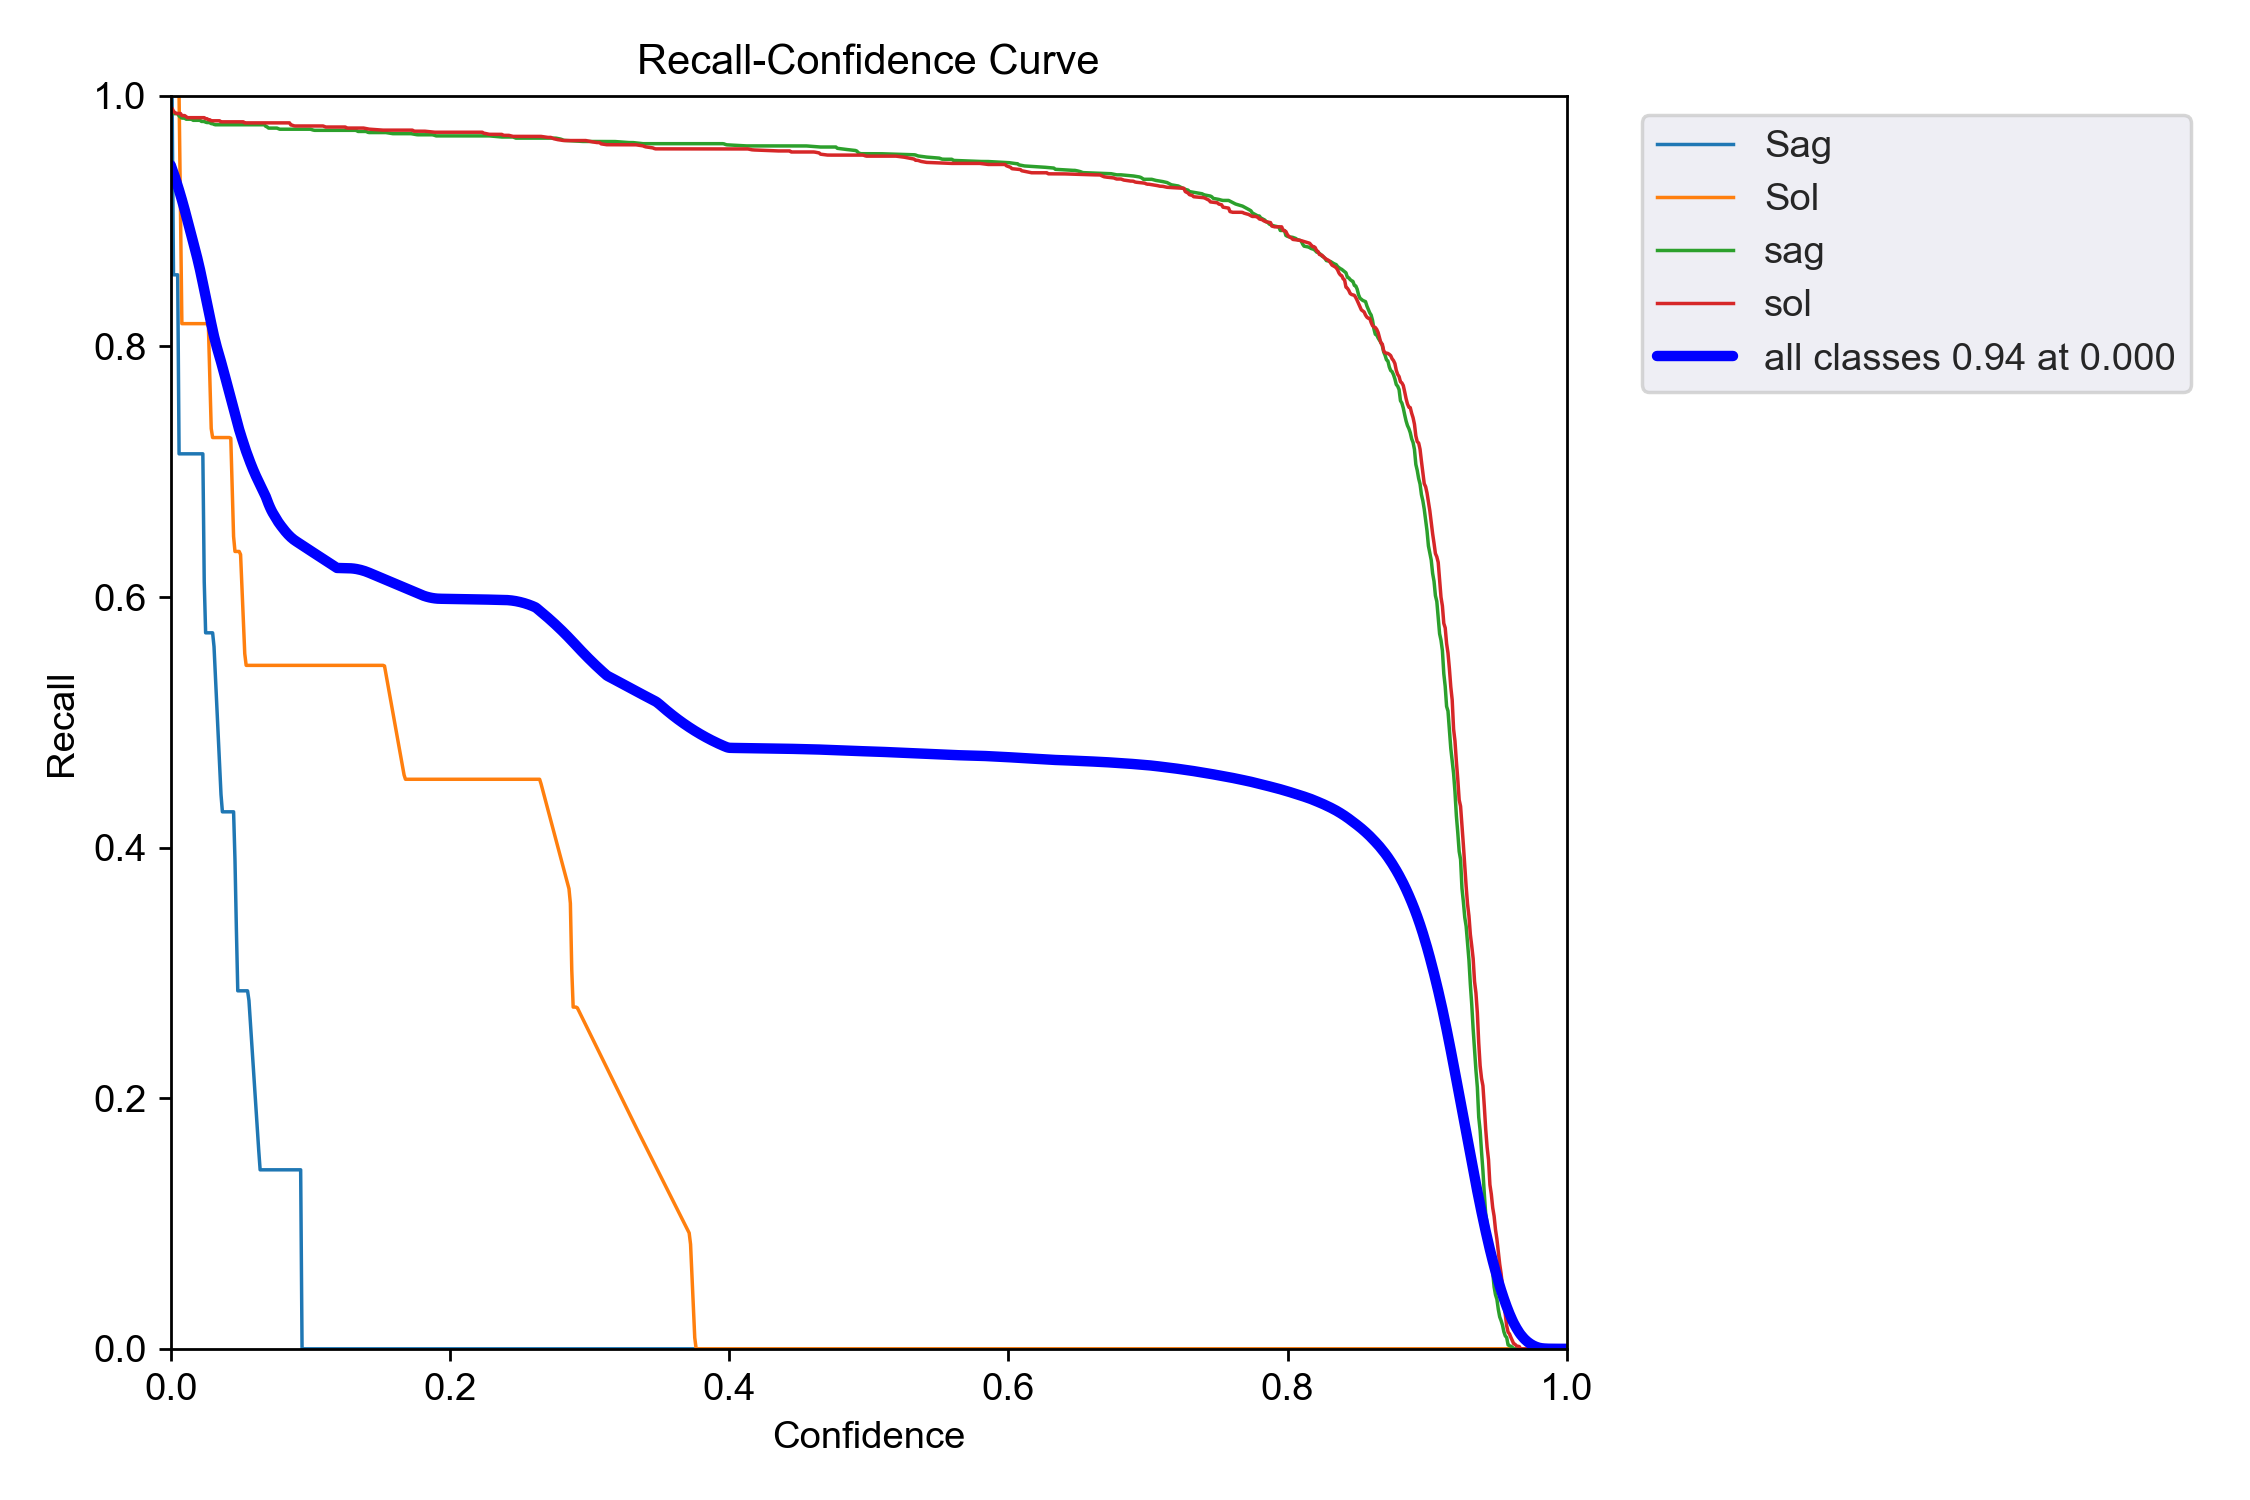 Recall-Confidence Curve
1.0
0.8
0.6
0.4
0.2
0.0
Recall
0.0 0.2 0.4 0.6 0.8 1.0
Confidence
Sag
Sol
sag
sol
all classes 0.94 at 0.000